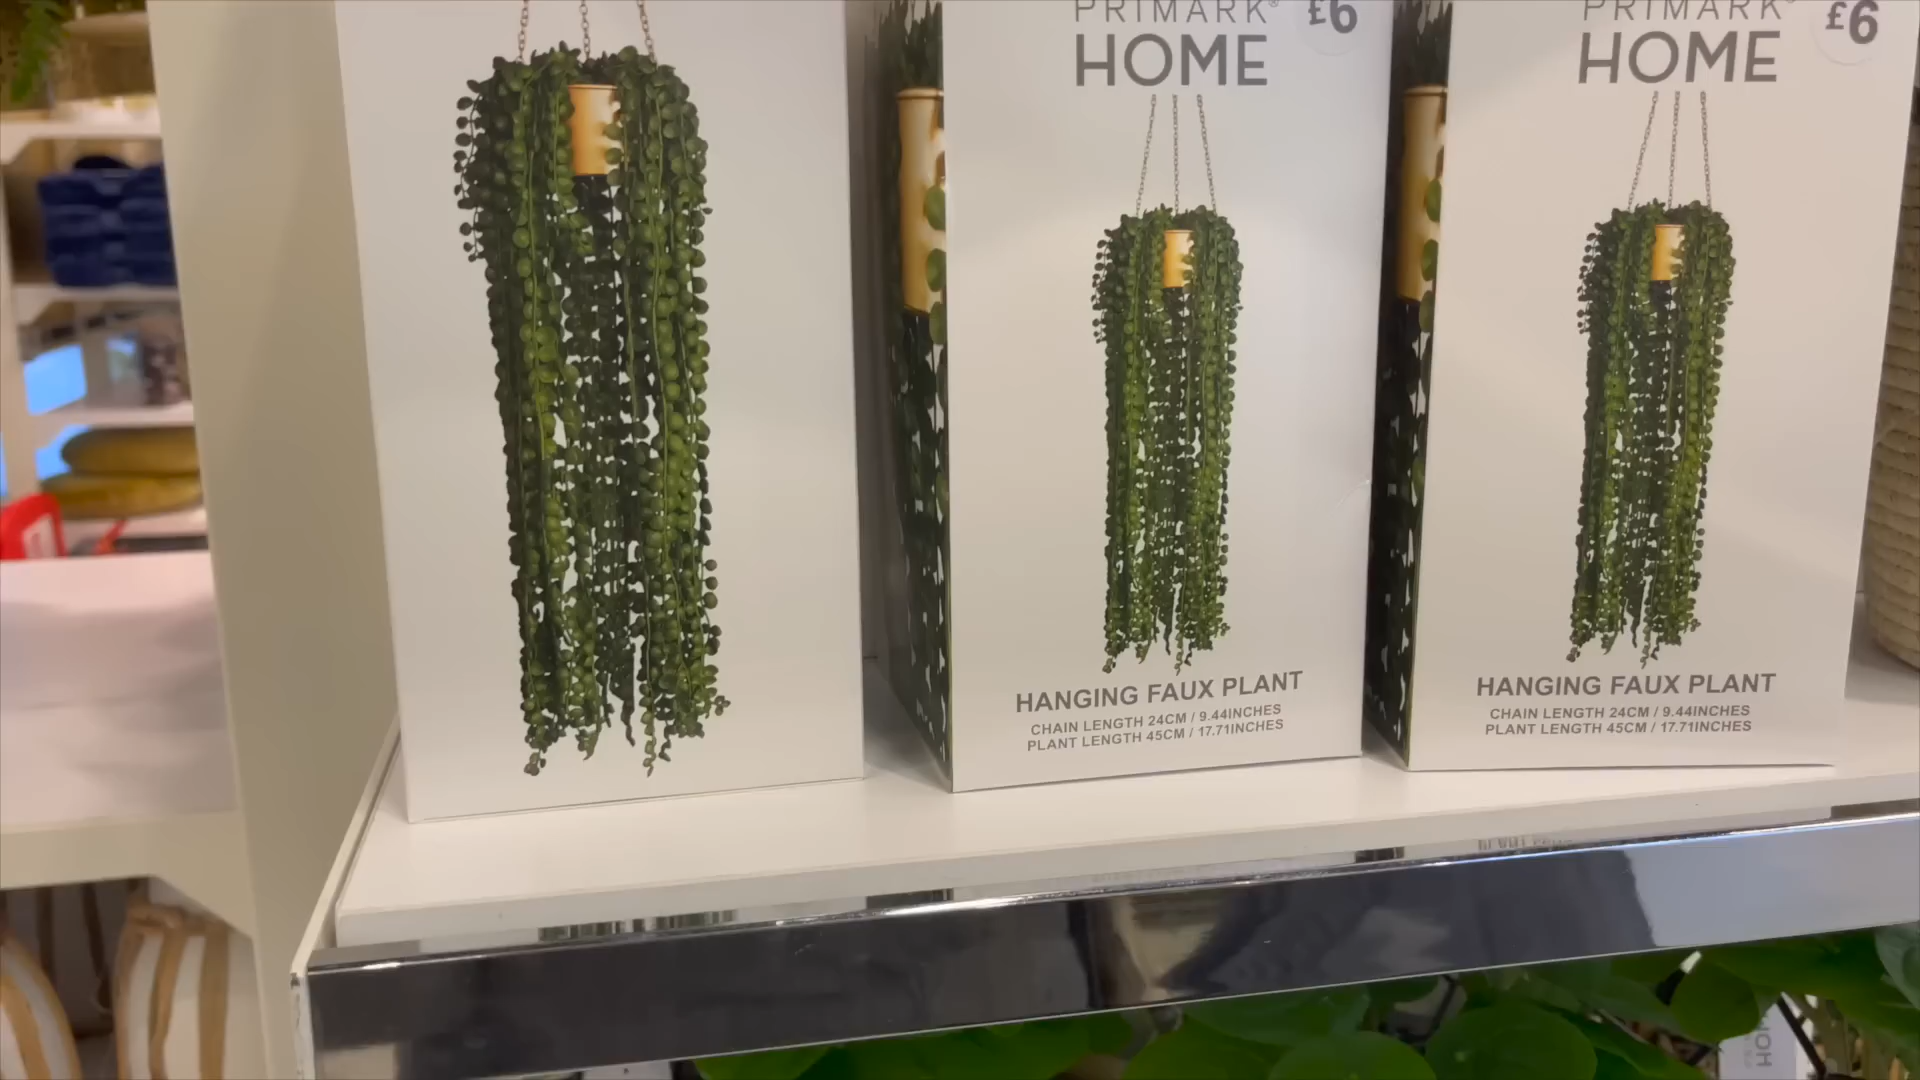 PRIMARK®
HOME
£6
HANGING FAUX PLANT
CHAIN LENGTH 24CM / 9.44INCHES
PLANT LENGTH 45CM / 17.71INCHES
PRIMARK®
HOME
£6
HANGING FAUX PLANT
CHAIN LENGTH 24CM / 9.44INCHES
PLANT LENGTH 45CM / 17.71INCHES